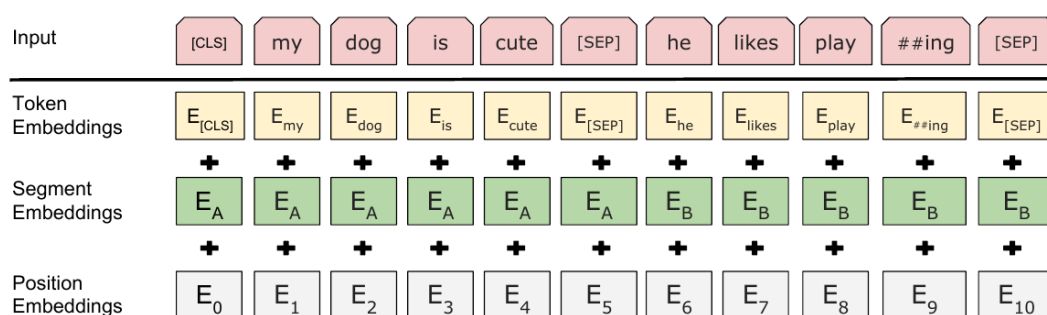 Input [CLS] my dog is cute [SEP] he likes play ##ing [SEP]
Token Embeddings E[CLS] Emy Edog Eis Ecute E[SEP] Ehe Elikes Eplay E##ing E[SEP]
+ + + + + + + + + + +
Segment Embeddings EA EA EA EA EA EA EB EB EB EB EB
+ + + + + + + + + + +
Position Embeddings E0 E1 E2 E3 E4 E5 E6 E7 E8 E9 E10